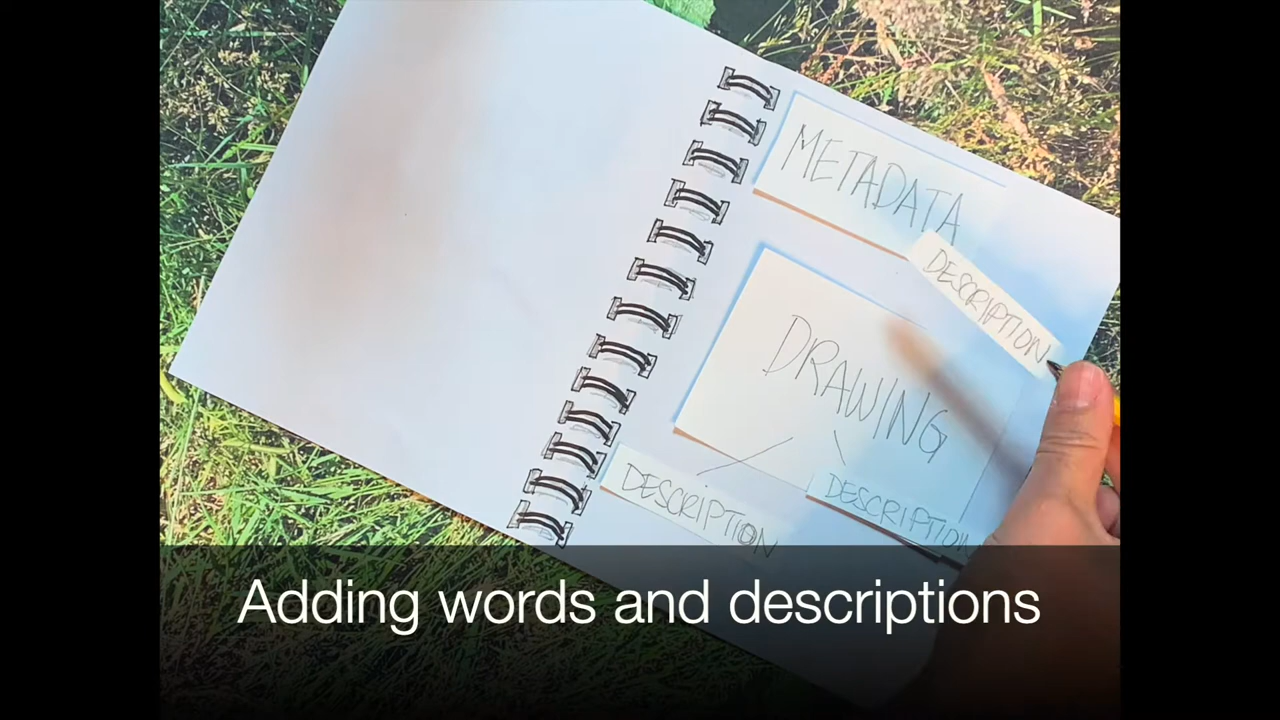 METADATA
DESCRIPTION
DRAWING
DESCRIPTION
DESCRIPTION
Adding words and descriptions